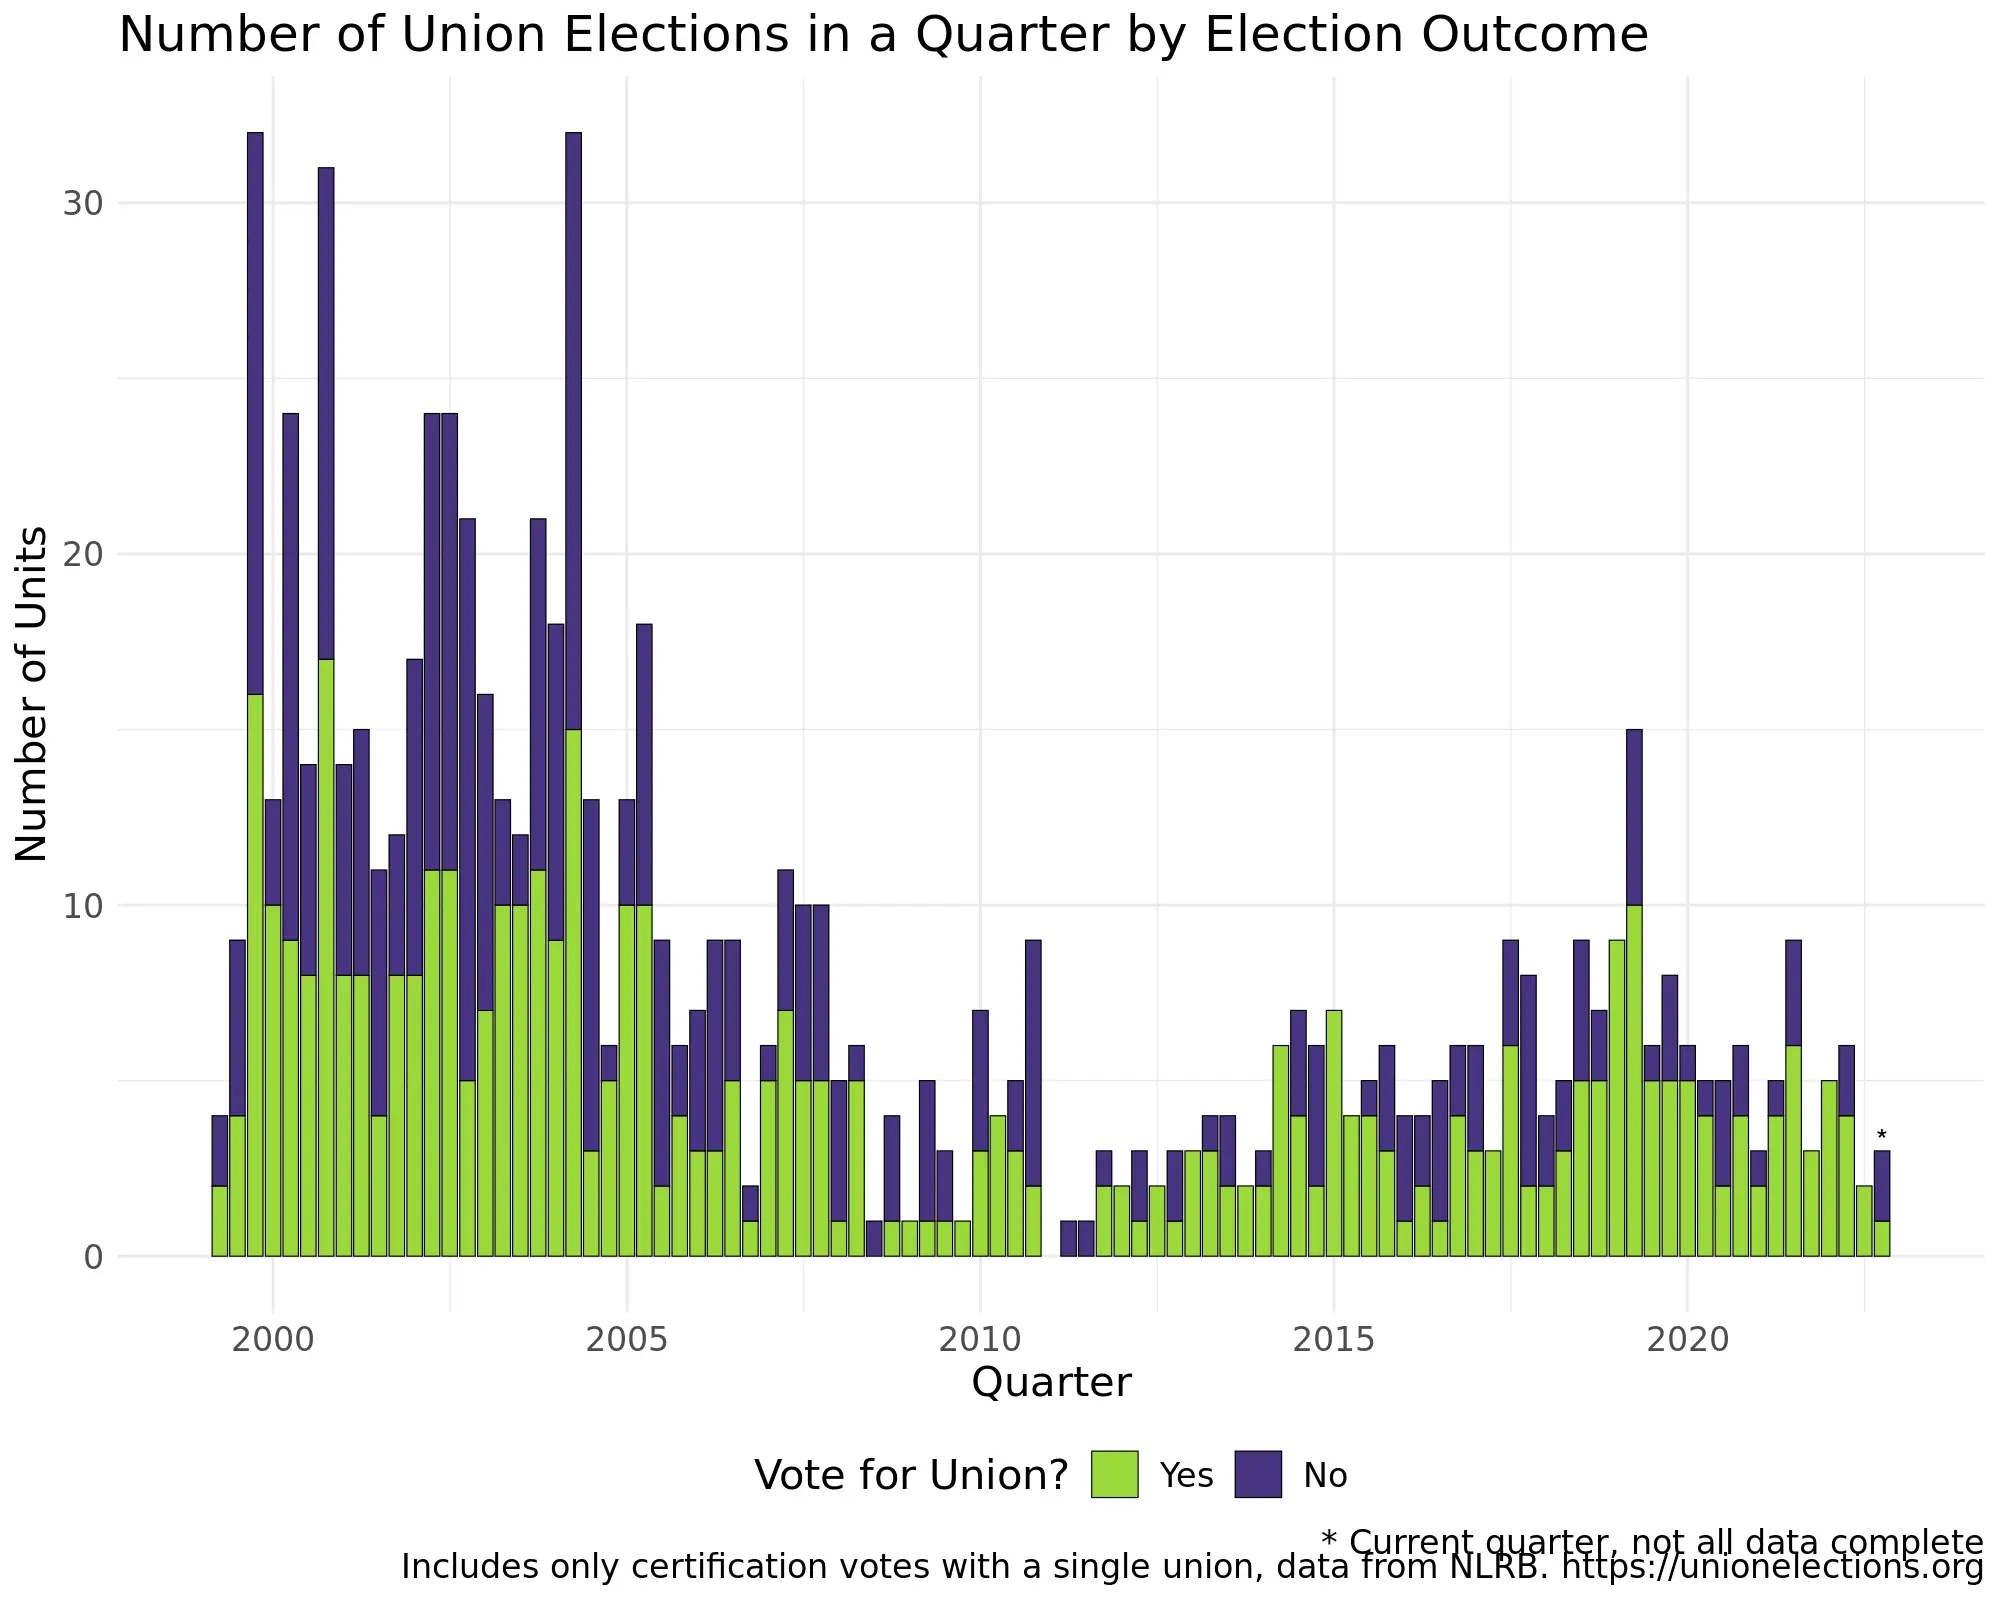 Number of Union Elections in a Quarter by Election Outcome
Number of Units
30
20
10
0
*
2000 2005 2010 2015 2020
Quarter
Vote for Union? Yes No
* Current quarter, not all data complete
Includes only certification votes with a single union, data from NLRB. https://unionelections.org